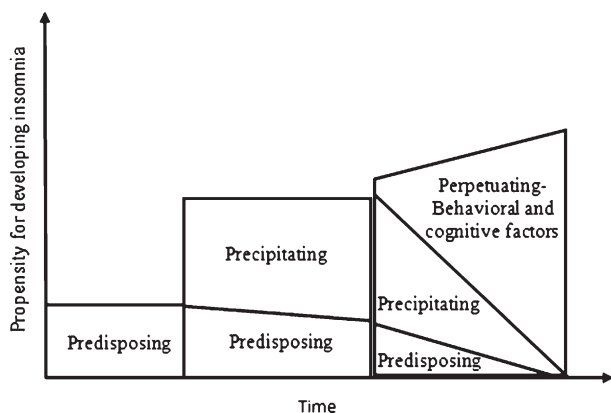 Propensity for developing insomnia
Predisposing
Precipitating
Predisposing
Perpetuating-
Behavioral and
cognitive factors
Precipitating
Predisposing
Time